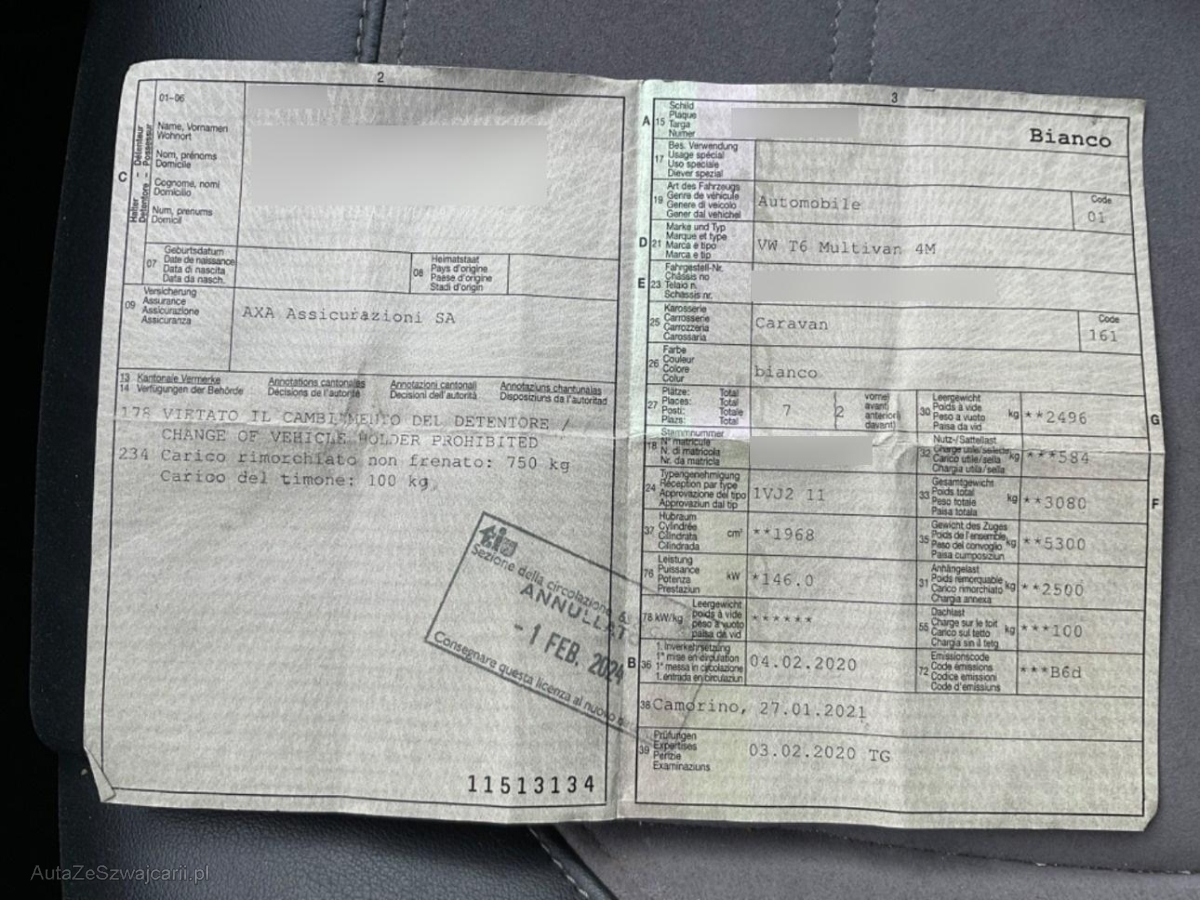 2
01-06
C
Halter - Détenteur
Detentore - Possessur
Name, Vornamen
Wohnort
Nom, prénoms
Domicile
Cognome, nomi
Domicilio
Num, prenums
Domicil
07
Geburtsdatum
Date de naissance
Data di nascita
Data da nasch.
08
Heimatstaat
Pays d'origine
Paese d'origine
Stadi d'origin
09
Versicherung
Assurance
Assicurazione
Assicuranza
AXA Assicurazioni SA
13 Kantonale Vermerke Annotations cantonales Annotazioni cantonali Annotaziuns chantunalas
14 Verfügungen der Behörde Décisions de l'autorité Decisioni dell'autorità Disposiziuns da l'autoritad
178 VIETATO IL CAMBIAMENTO DEL DETENTORE /
CHANGE OF VEHICLE HOLDER PROHIBITED
234 Carico rimorchiato non frenato: 750 kg
Carico del timone: 100 kg
ti
Sezione della circolazione
ANNULLAT
- 1 FEB. 2024
Consegnare questa licenza al nuovo
11513134
3
A 15
Schild
Plaque
Targa
Numer
Bianco
17
Bes. Verwendung
Usage spécial
Uso speciale
Diever spezial
19
Art des Fahrzeugs
Genre de véhicule
Genere di veicolo
Gener dal vehichel
Automobile
Code
01
D 21
Marke und Typ
Marque et type
Marca e tipo
Marca e tip
VW T6 Multivan 4M
E 23
Fahrgestell-Nr.
Châssis no
Telaio n.
Schassis nr.
25
Karosserie
Carrosserie
Carrozzeria
Carossaria
Caravan
Code
161
26
Farbe
Couleur
Colore
Colur
bianco
27
Plätze: Total
Places: Total
Posti: Totale
Plazs: Total
7
2
vorne
avant
anteriori
davant
30
Leergewicht
Poids à vide
Peso a vuoto
Paisa da vid
kg **2496
G
18
Stammnummer
N° matricule
N. di matricola
Nr. da matricla
32
Nutz-/Sattellast
Charge utile/sellette
Carico utile/sella
Chargia utila/sella
kg ***584
24
Typengenehmigung
Réception par type
Approvazione del tipo
Approvaziun dal tip
1VJ2 11
33
Gesamtgewicht
Poids total
Peso totale
Paisa totala
kg **3080
F
37
Hubraum
Cylindrée
Cilindrata
Cilindrada
cm³ **1968
35
Gewicht des Zuges
Poids de l'ensemble
Peso del convoglio
Paisa cumposiziun
kg **5300
76
Leistung
Puissance
Potenza
Prestaziun
kW *146.0
31
Anhängelast
Poids remorquable
Carico rimorchiato
Chargia annexa
kg **2500
78 kW/kg
Leergewicht
poids à vide
peso a vuoto
paisa da vid
******
55
Dachlast
Charge sur le toit
Carico sul tetto
Chargia sin il tetg
kg ***100
B 36
1. Inverkehrsetzung
1re mise en circulation
1a messa in circolazione
1. entrada en circulaziun
04.02.2020
72
Emissionscode
Code émissions
Codice emissioni
Code d'emissiuns
***B6d
38 Camorino, 27.01.2021
39
Prüfungen
Expertises
Perizie
Examinaziuns
03.02.2020 TG
AutaZeSzwajcarii.pl